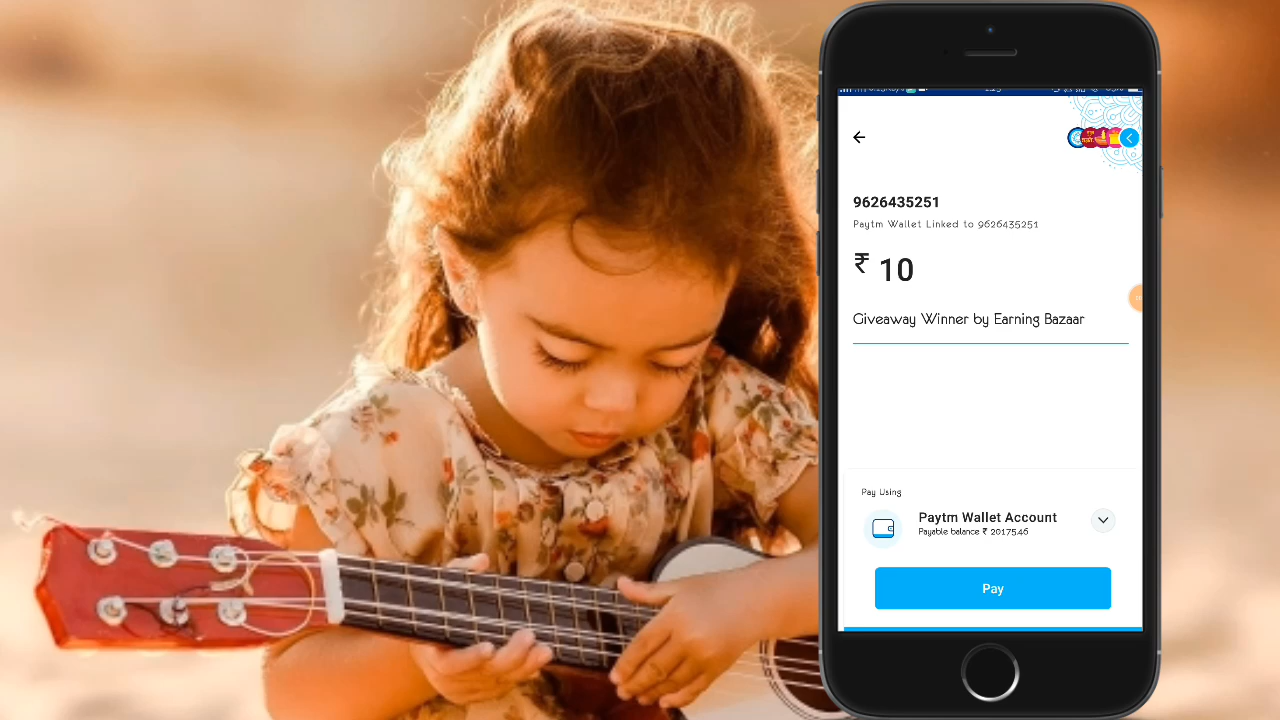 9626435251
Paytm Wallet Linked to 9626435251
₹ 10
Giveaway Winner by Earning Bazaar
Pay Using
Paytm Wallet Account
Payable balance ₹ 20175.46
Pay